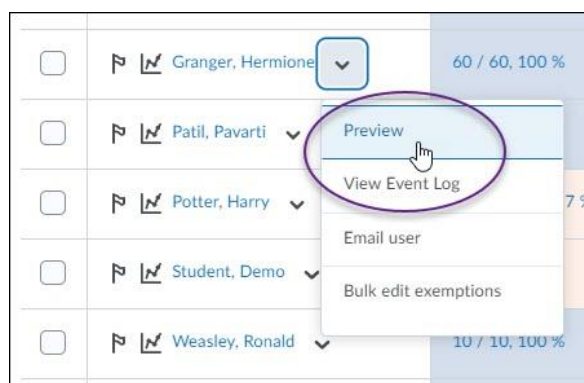 Granger, Hermione 60 / 60, 100 %
Patil, Pavarti Preview
View Event Log
Potter, Harry 7 %
Email user
Student, Demo
Bulk edit exemptions
Weasley, Ronald 10 / 10, 100 %